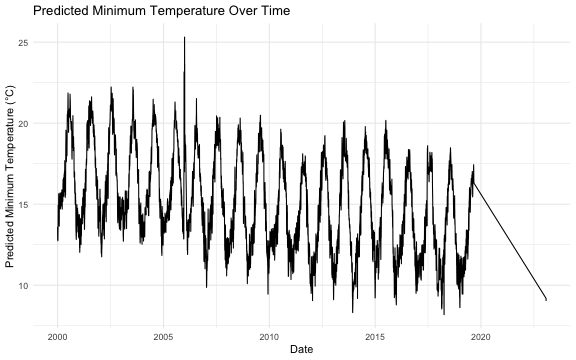 Predicted Minimum Temperature Over Time
Predicted Minimum Temperature (°C)
25
20
15
10
2000 2005 2010 2015 2020
Date